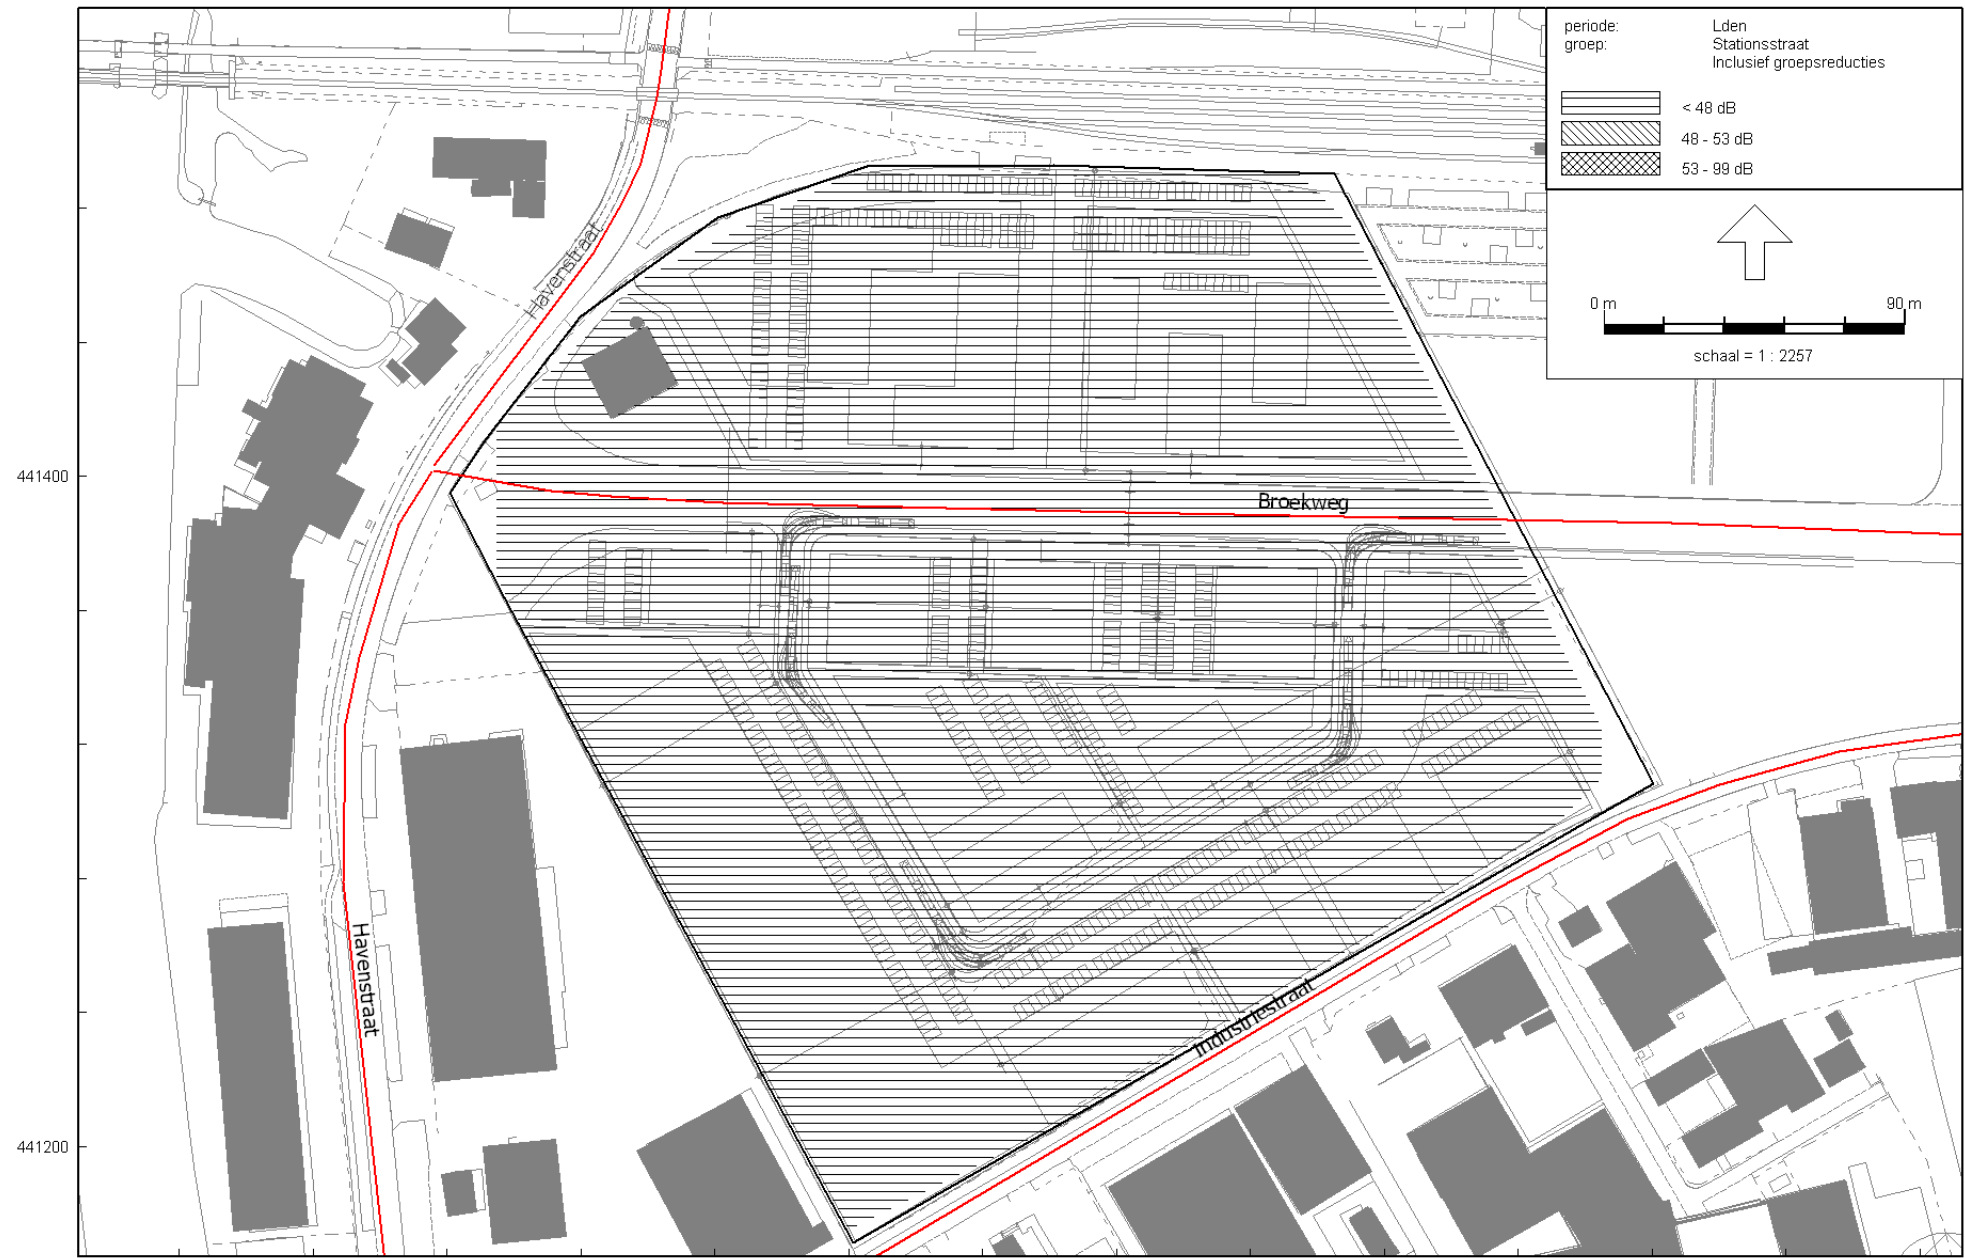 periode: Lden
groep: Stationsstraat
Inclusief groepsreducties
< 48 dB
48 - 53 dB
53 - 99 dB
0 m 90 m
schaal = 1 : 2257
Havenstraat
441400
Broekweg
Havenstraat
Industriestraat
441200